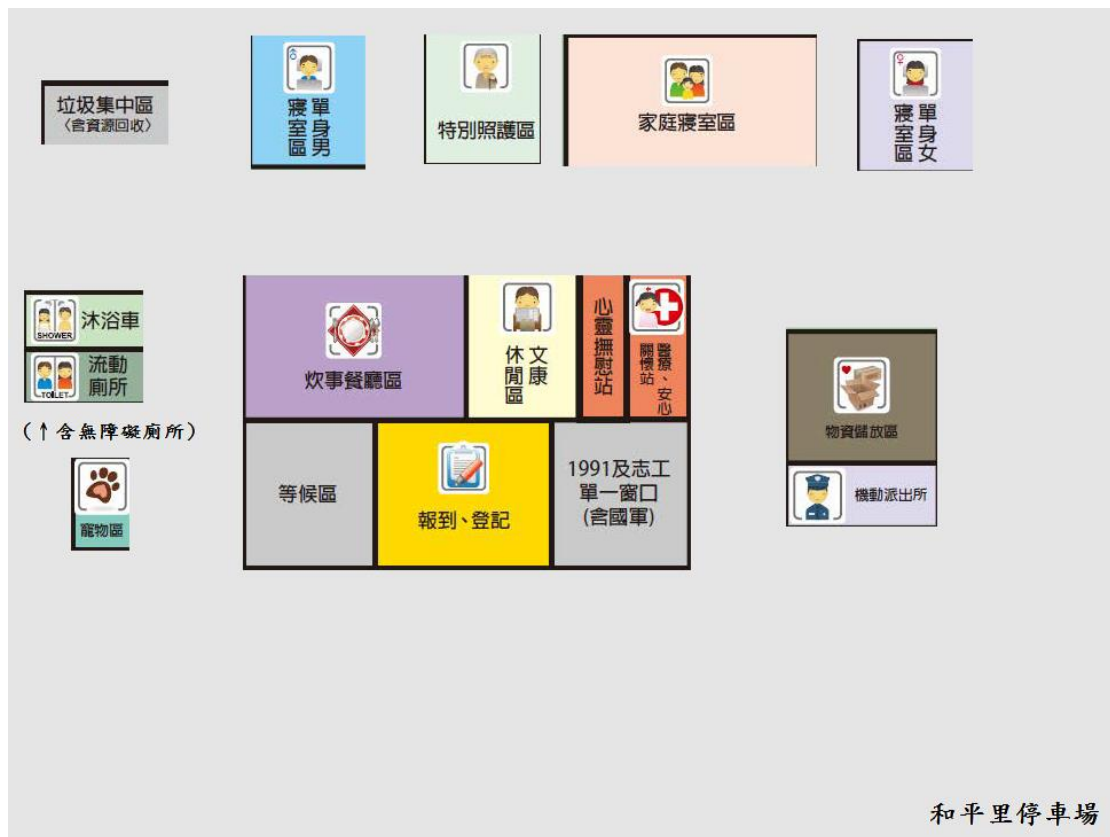 垃圾集中區
〈含資源回收〉
單身男
寢室區
特別照護區
家庭寢室區
單身女
寢室區
SHOWER
沐浴車
TOILET
流動
廁所
(↑含無障礙廁所)
寵物區
炊事餐廳區
文康
休閒區
心靈撫慰站
醫療、安心
關懷站
等候區
報到、登記
1991及志工
單一窗口
(含國軍)
物資儲放區
機動派出所
和平里停車場